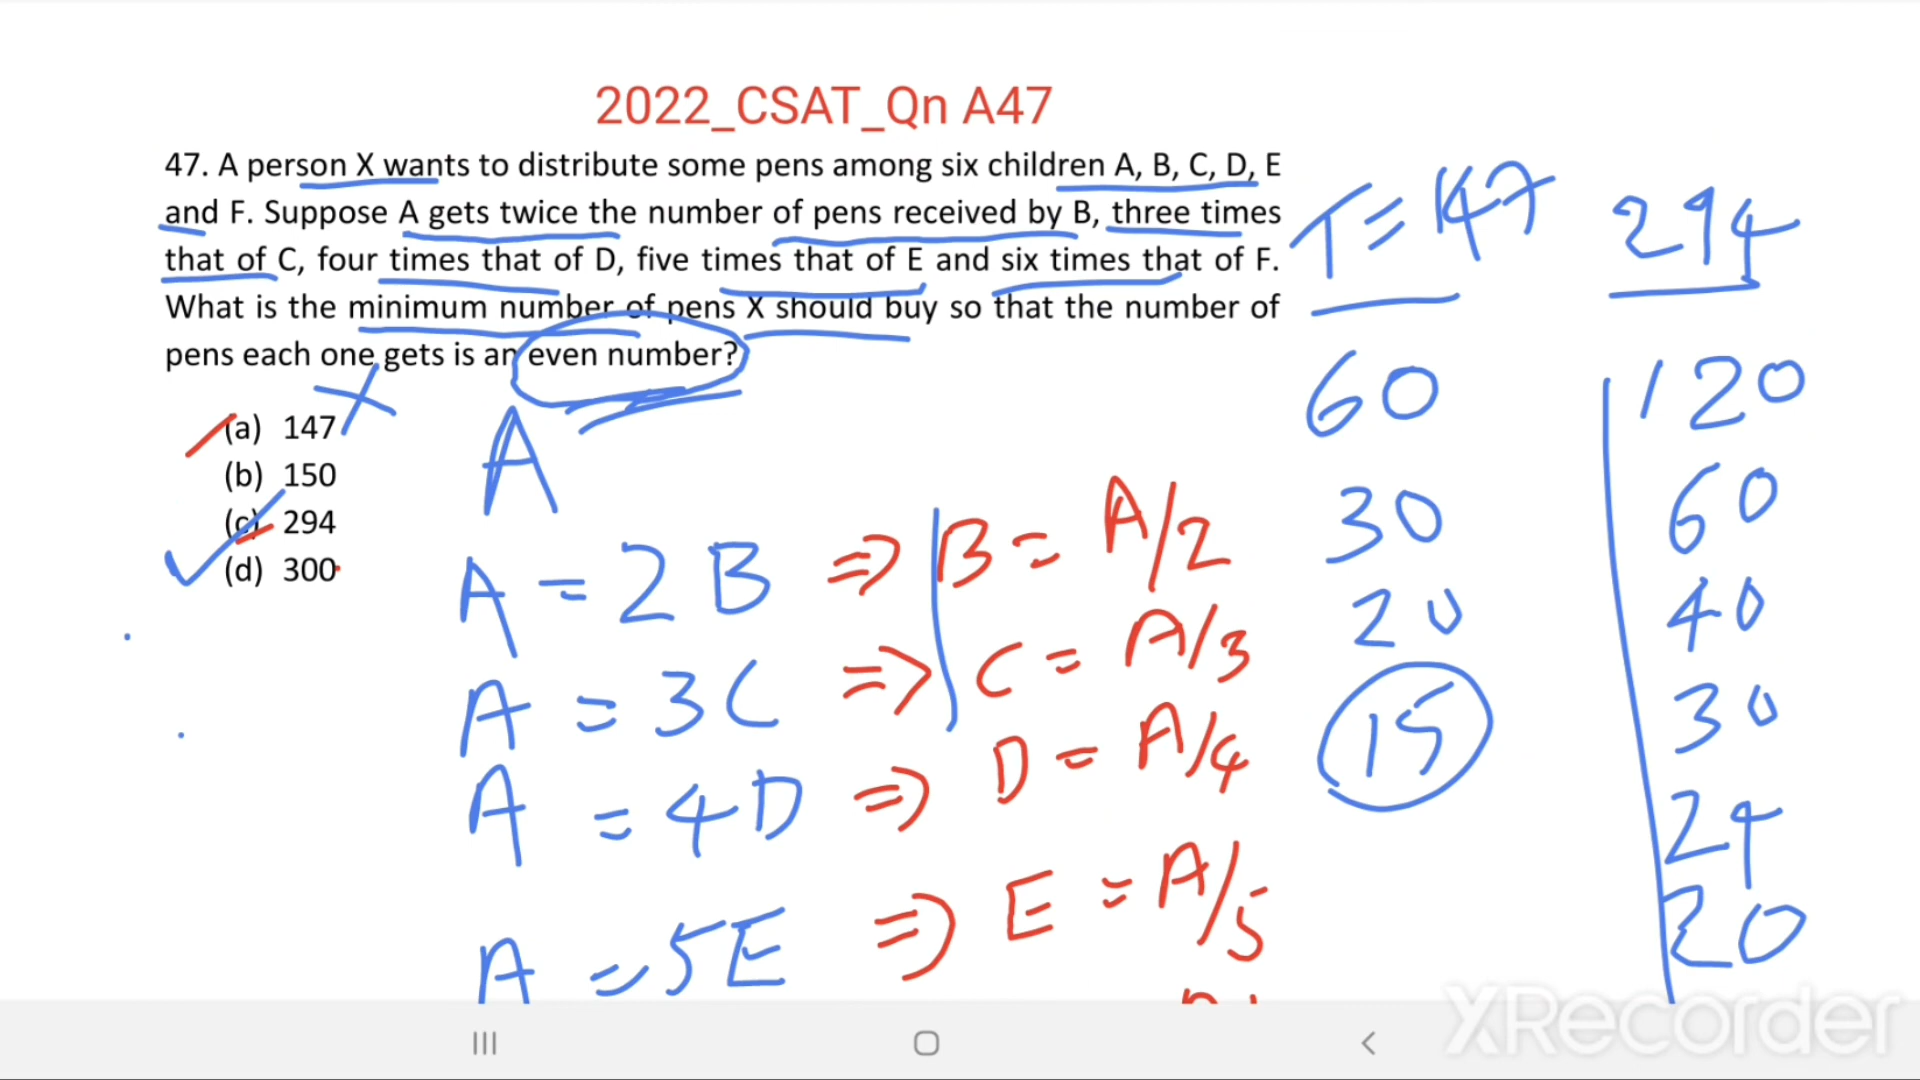 2022_CSAT_Qn A47
47. A person X wants to distribute some pens among six children A, B, C, D, E
and F. Suppose A gets twice the number of pens received by B, three times
that of C, four times that of D, five times that of E and six times that of F.
What is the minimum number of pens X should buy so that the number of
pens each one gets is an even number?
(a) 147
(b) 150
(c) 294
(d) 300
A
A = 2B ⇒ B = A/2
A = 3C ⇒ C = A/3
A = 4D ⇒ D = A/4
A = 5E ⇒ E = A/5
T = 147
60
30
20
15
294
120
60
40
30
24
20
XRecorder